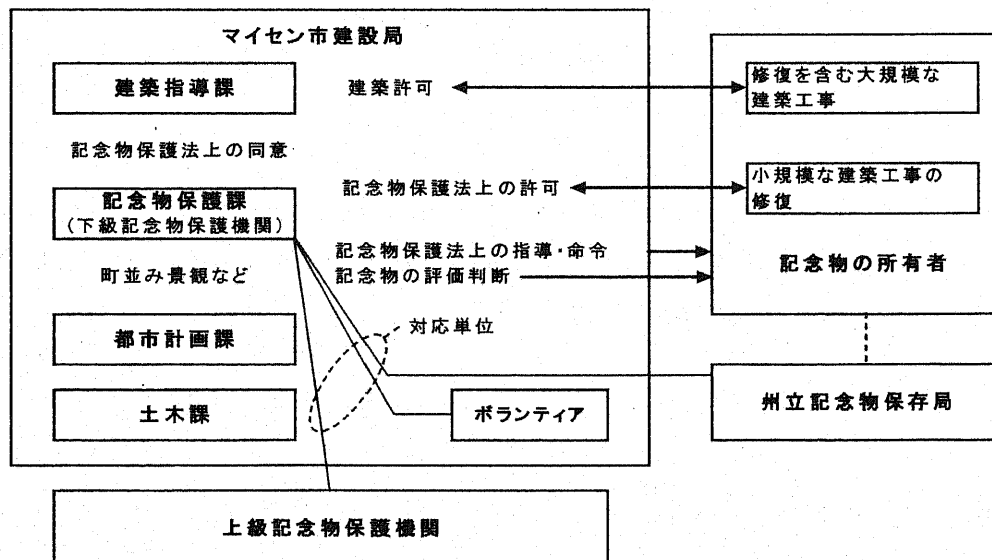 マイセン市建設局
建築指導課
建築許可
修復を含む大規模な
建築工事
記念物保護法上の同意
記念物保護課
(下級記念物保護機関)
記念物保護法上の許可
小規模な建築工事の
修復
記念物保護法上の指導・命令
記念物の評価判断
記念物の所有者
町並み景観など
都市計画課
対応単位
土木課
ボランティア
州立記念物保存局
上級記念物保護機関